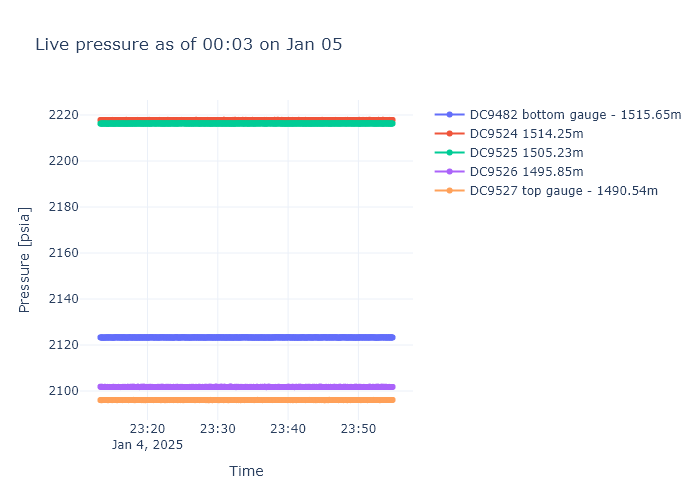 Live pressure as of 00:03 on Jan 05
Pressure [psia]
2220
2200
2180
2160
2140
2120
2100
23:20
23:30
23:40
23:50
Jan 4, 2025
Time
DC9482 bottom gauge - 1515.65m
DC9524 1514.25m
DC9525 1505.23m
DC9526 1495.85m
DC9527 top gauge - 1490.54m